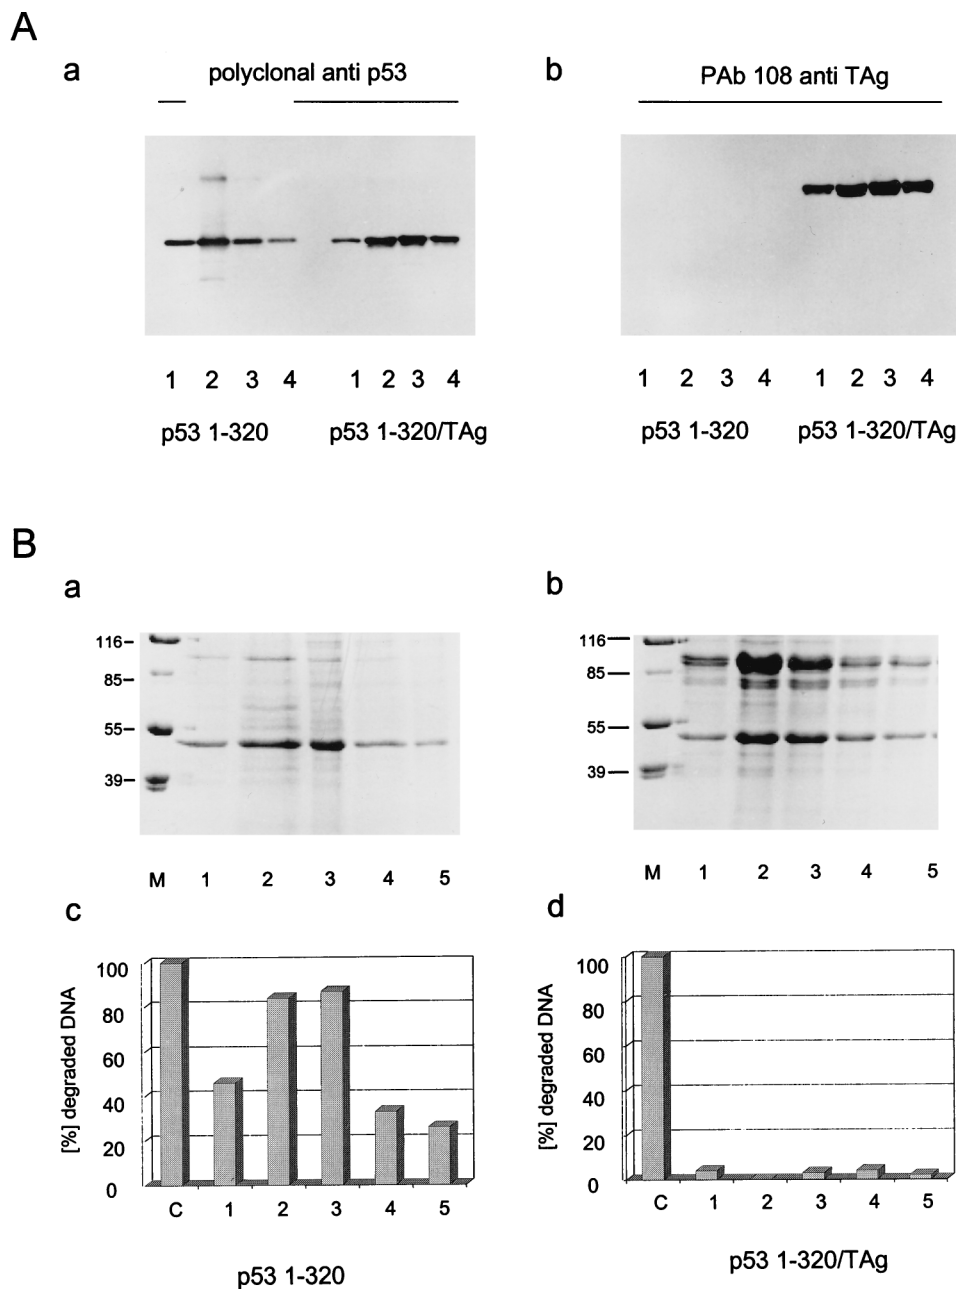 A
a
polyclonal anti p53
b
PAb 108 anti TAg
1 2 3 4 1 2 3 4
p53 1-320 p53 1-320/TAg
1 2 3 4 1 2 3 4
p53 1-320 p53 1-320/TAg
B
a
116
85
55
39
M 1 2 3 4 5
b
116
85
55
39
M 1 2 3 4 5
c
[%] degraded DNA
100
80
60
40
20
0
C 1 2 3 4 5
p53 1-320
d
[%] degraded DNA
100
80
60
40
20
0
C 1 2 3 4 5
p53 1-320/TAg